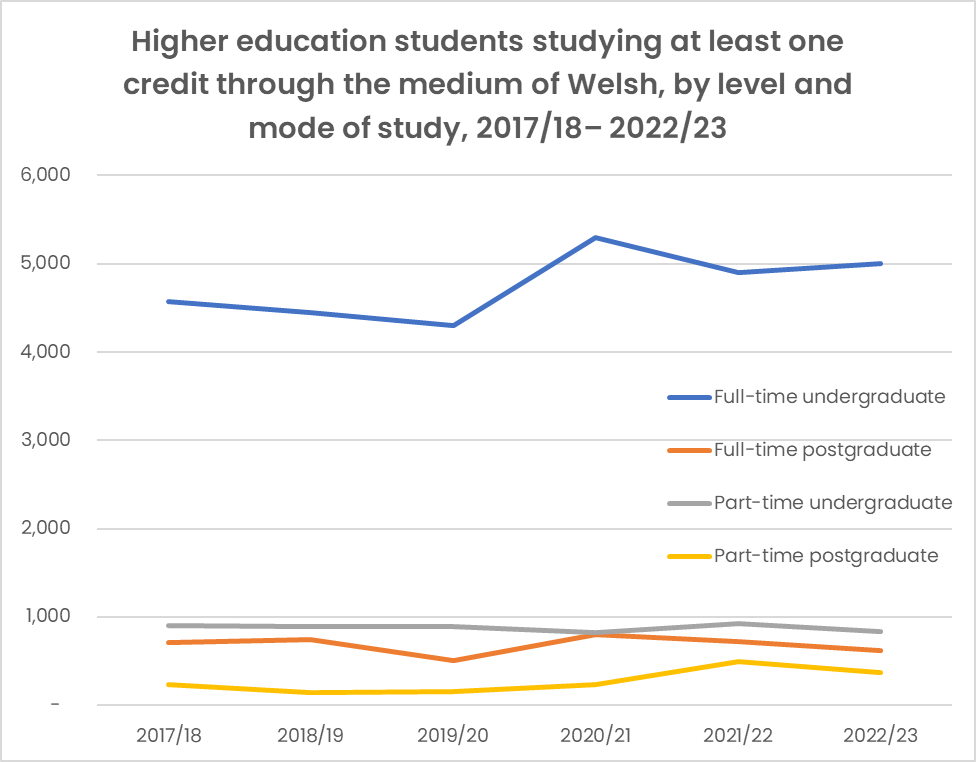 Higher education students studying at least one
credit through the medium of Welsh, by level and
mode of study, 2017/18– 2022/23
6,000
5,000
4,000
3,000
2,000
1,000
-
Full-time undergraduate
Full-time postgraduate
Part-time undergraduate
Part-time postgraduate
2017/18 2018/19 2019/20 2020/21 2021/22 2022/23